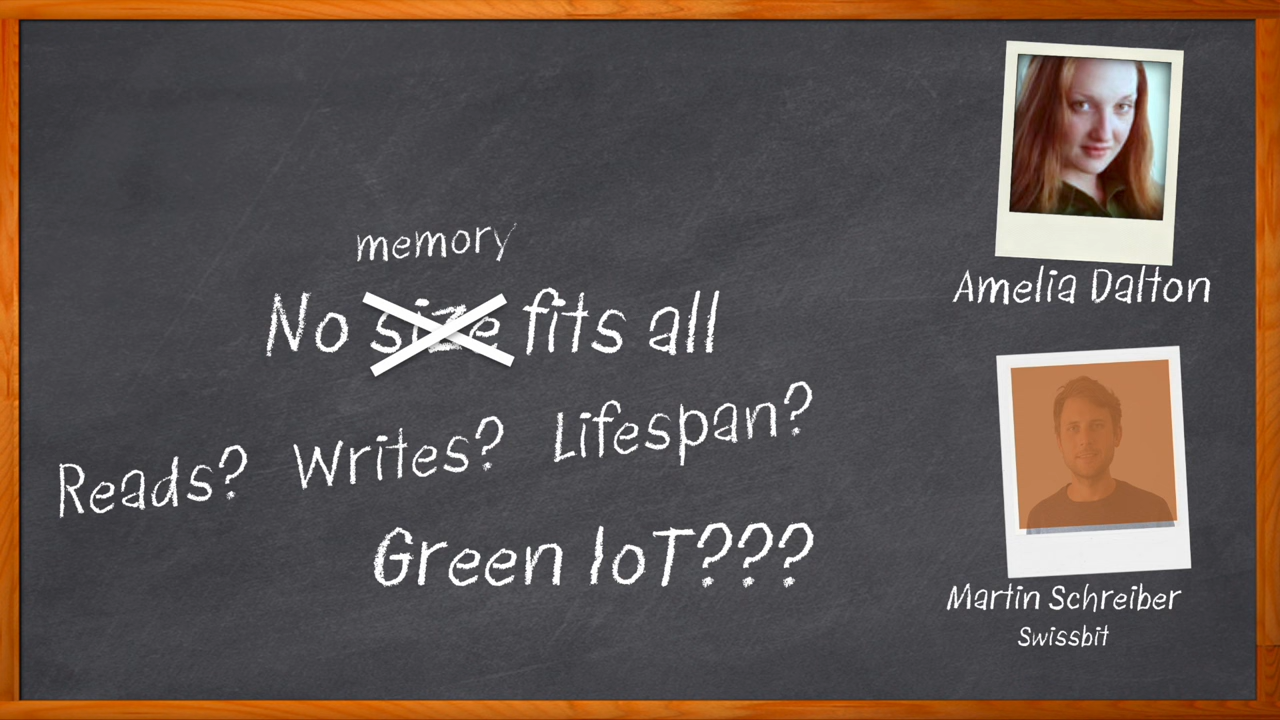 memory
No size fits all
Reads? Writes? Lifespan?
Green IoT???
Amelia Dalton
Martin Schreiber
Swissbit